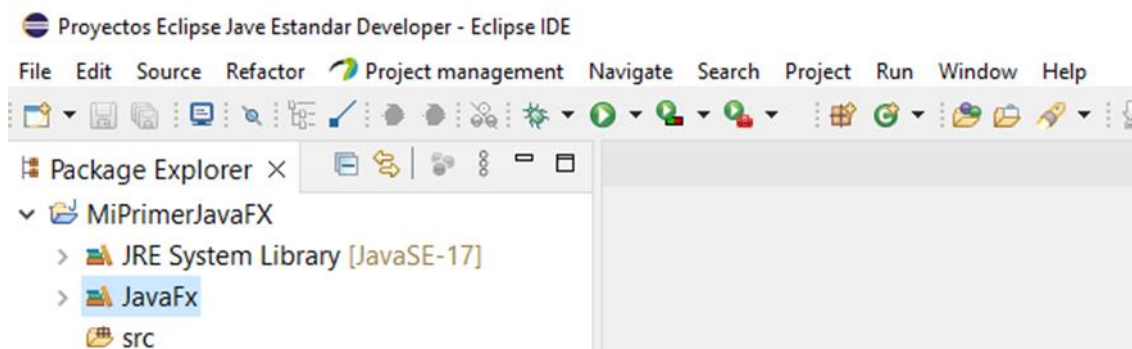 Proyectos Eclipse Jave Estandar Developer - Eclipse IDE
File Edit Source Refactor Project management Navigate Search Project Run Window Help
Package Explorer
MiPrimerJavaFX
JRE System Library [JavaSE-17]
JavaFx
src